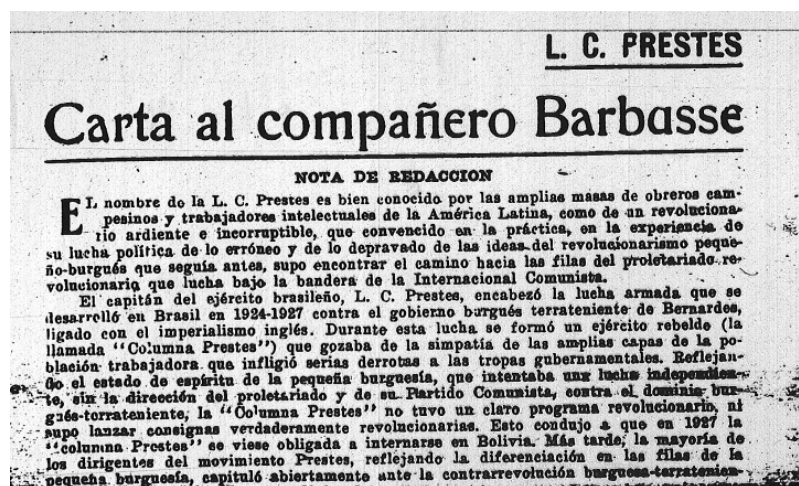 L. C. PRESTES
Carta al compañero Barbasse
NOTA DE REDACCION
EL nombre de la L. C. Prestes es bien conocido por las amplias masas de obreros cam-
pesinos y trabajadores intelectuales de la América Latina, como de un revoluciona-
rio ardiente e incorruptible, que convencido en la práctica, en la experiencia de
su lucha política de lo erróneo y de lo depravado de las ideas del revolucionarismo peque-
ño-burgués que seguía antes, supo encontrar el camino hacia las filas del proletariado re-
volucionario que lucha bajo la bandera de la Internacional Comunista.
El capitán del ejército brasileño, L. C. Prestes, encabezó la lucha armada que se
desarrolló en Brasil en 1924-1927 contra el gobierno burgués terrateniente de Bernardes,
ligado con el imperialismo inglés. Durante esta lucha se formó un ejército rebelde (la
llamada "Columna Prestes") que gozaba de la simpatía de las amplias capas de la po-
blación trabajadora que infligió serias derrotas a las tropas gubernamentales. Reflejan-
do el estado de espíritu de la pequeña burguesía, que intentaba una lucha independien-
te, sin la dirección del proletariado y de su Partido Comunista, contra el dominio bur-
gués-torrateniente, la "Columna Prestes" no tuvo un claro programa revolucionario, ni
supo lanzar consignas verdaderamente revolucionarias. Esto condujo a que en 1927 la
"columna Prestes" se viese obligada a internarse en Bolivia. Más tarde, la mayoría de
los dirigentes del movimiento Prestes, reflejando la diferenciación en las filas de la
pequeña burguesía, capituló abiertamente ante la contrarrevolución burguesa-terratenien-